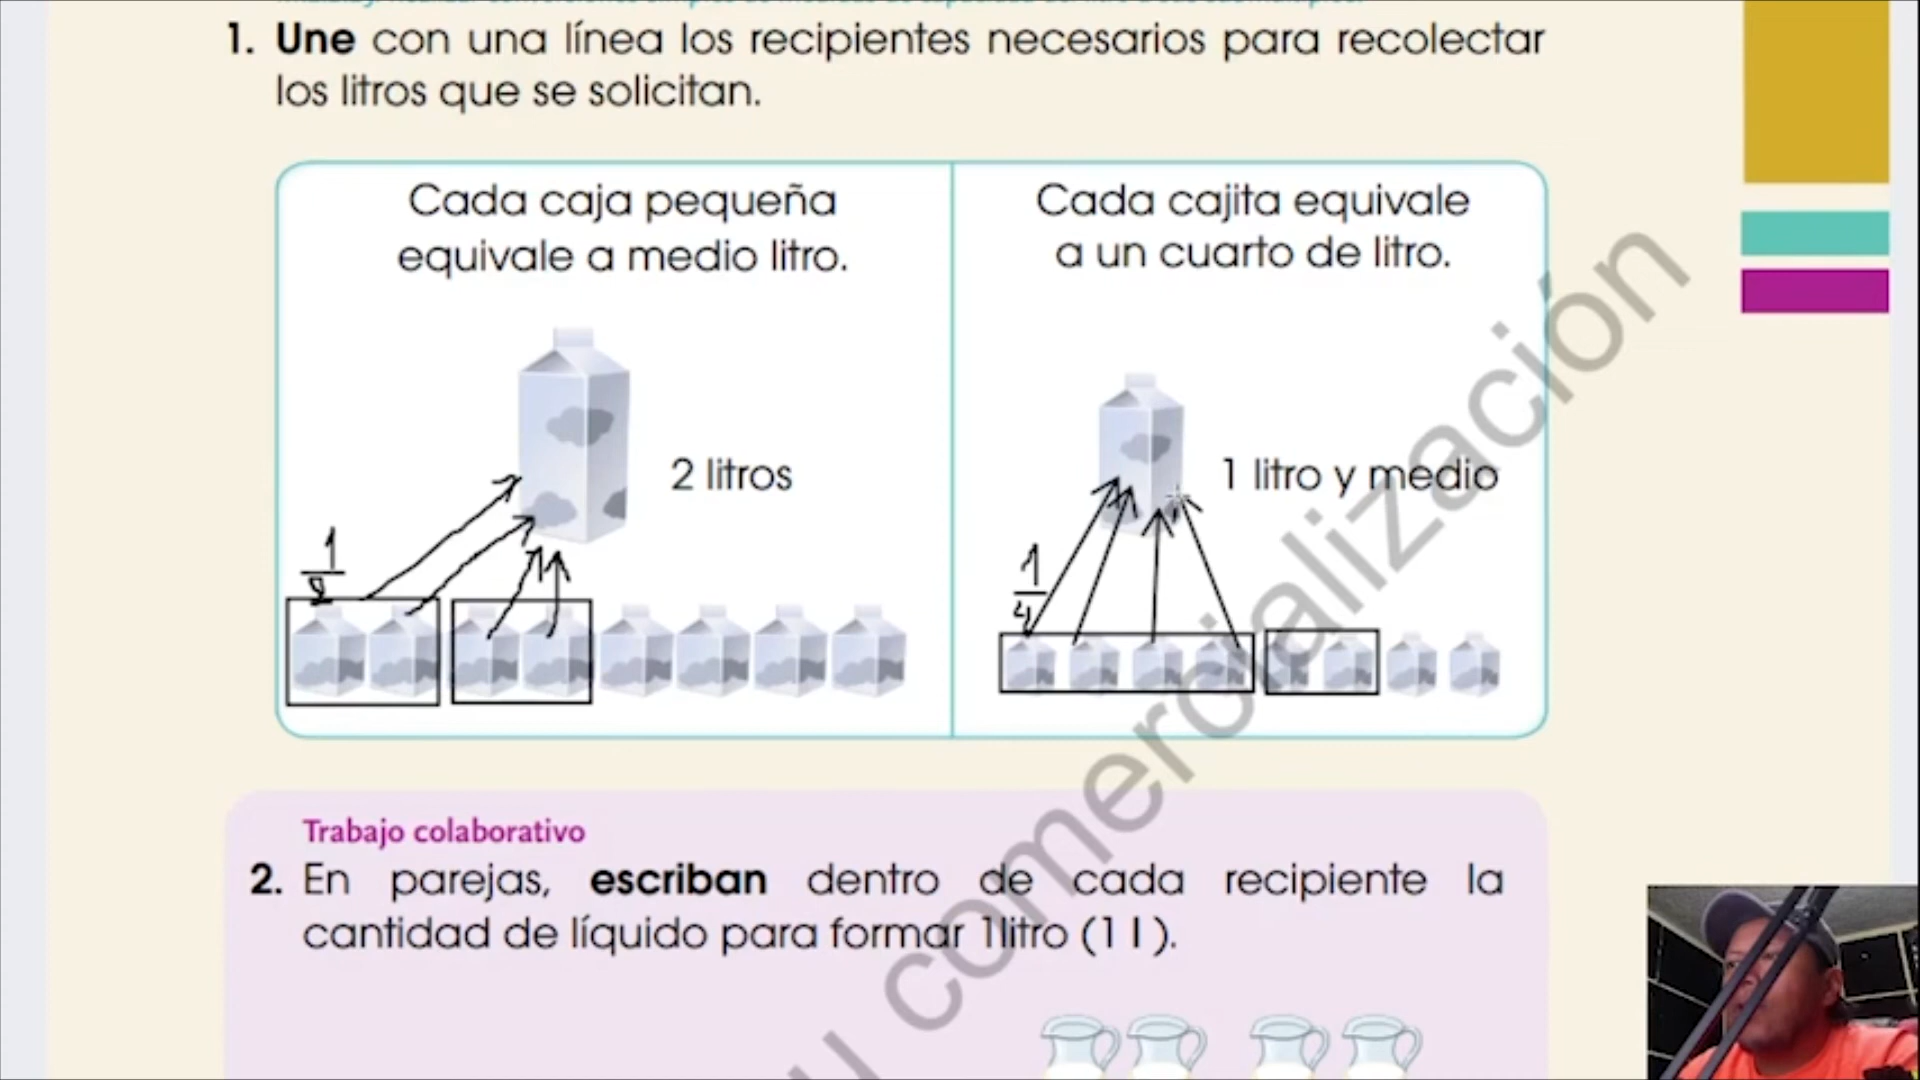 1. Une con una línea los recipientes necesarios para recolectar
los litros que se solicitan.
Cada caja pequeña
equivale a medio litro.
2 litros
1
2
Cada cajita equivale
a un cuarto de litro.
1 litro y medio
1
4
Trabajo colaborativo
2. En parejas, escriban dentro de cada recipiente la
cantidad de líquido para formar 1litro (1 l).
u comercialización